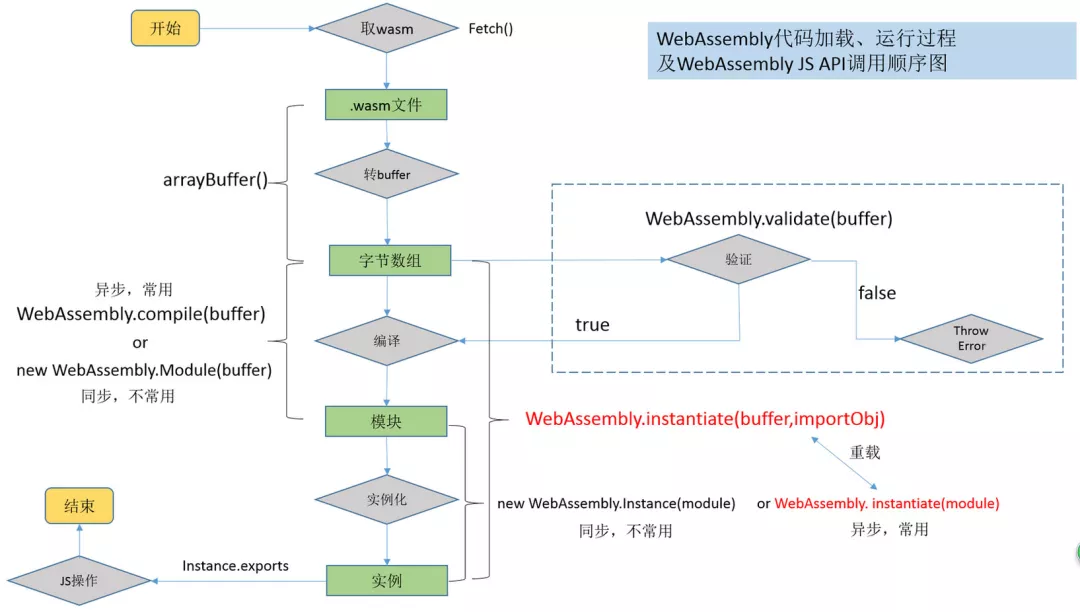 开始
取wasm
Fetch()
WebAssembly代码加载、运行过程
及WebAssembly JS API调用顺序图
.wasm文件
arrayBuffer()
转buffer
字节数组
WebAssembly.validate(buffer)
验证
false
true
Throw
Error
异步，常用
WebAssembly.compile(buffer)
or
new WebAssembly.Module(buffer)
同步，不常用
编译
模块
WebAssembly.instantiate(buffer,importObj)
重载
实例化
new WebAssembly.Instance(module)
同步，不常用
or WebAssembly. instantiate(module)
异步，常用
结束
JS操作
Instance.exports
实例